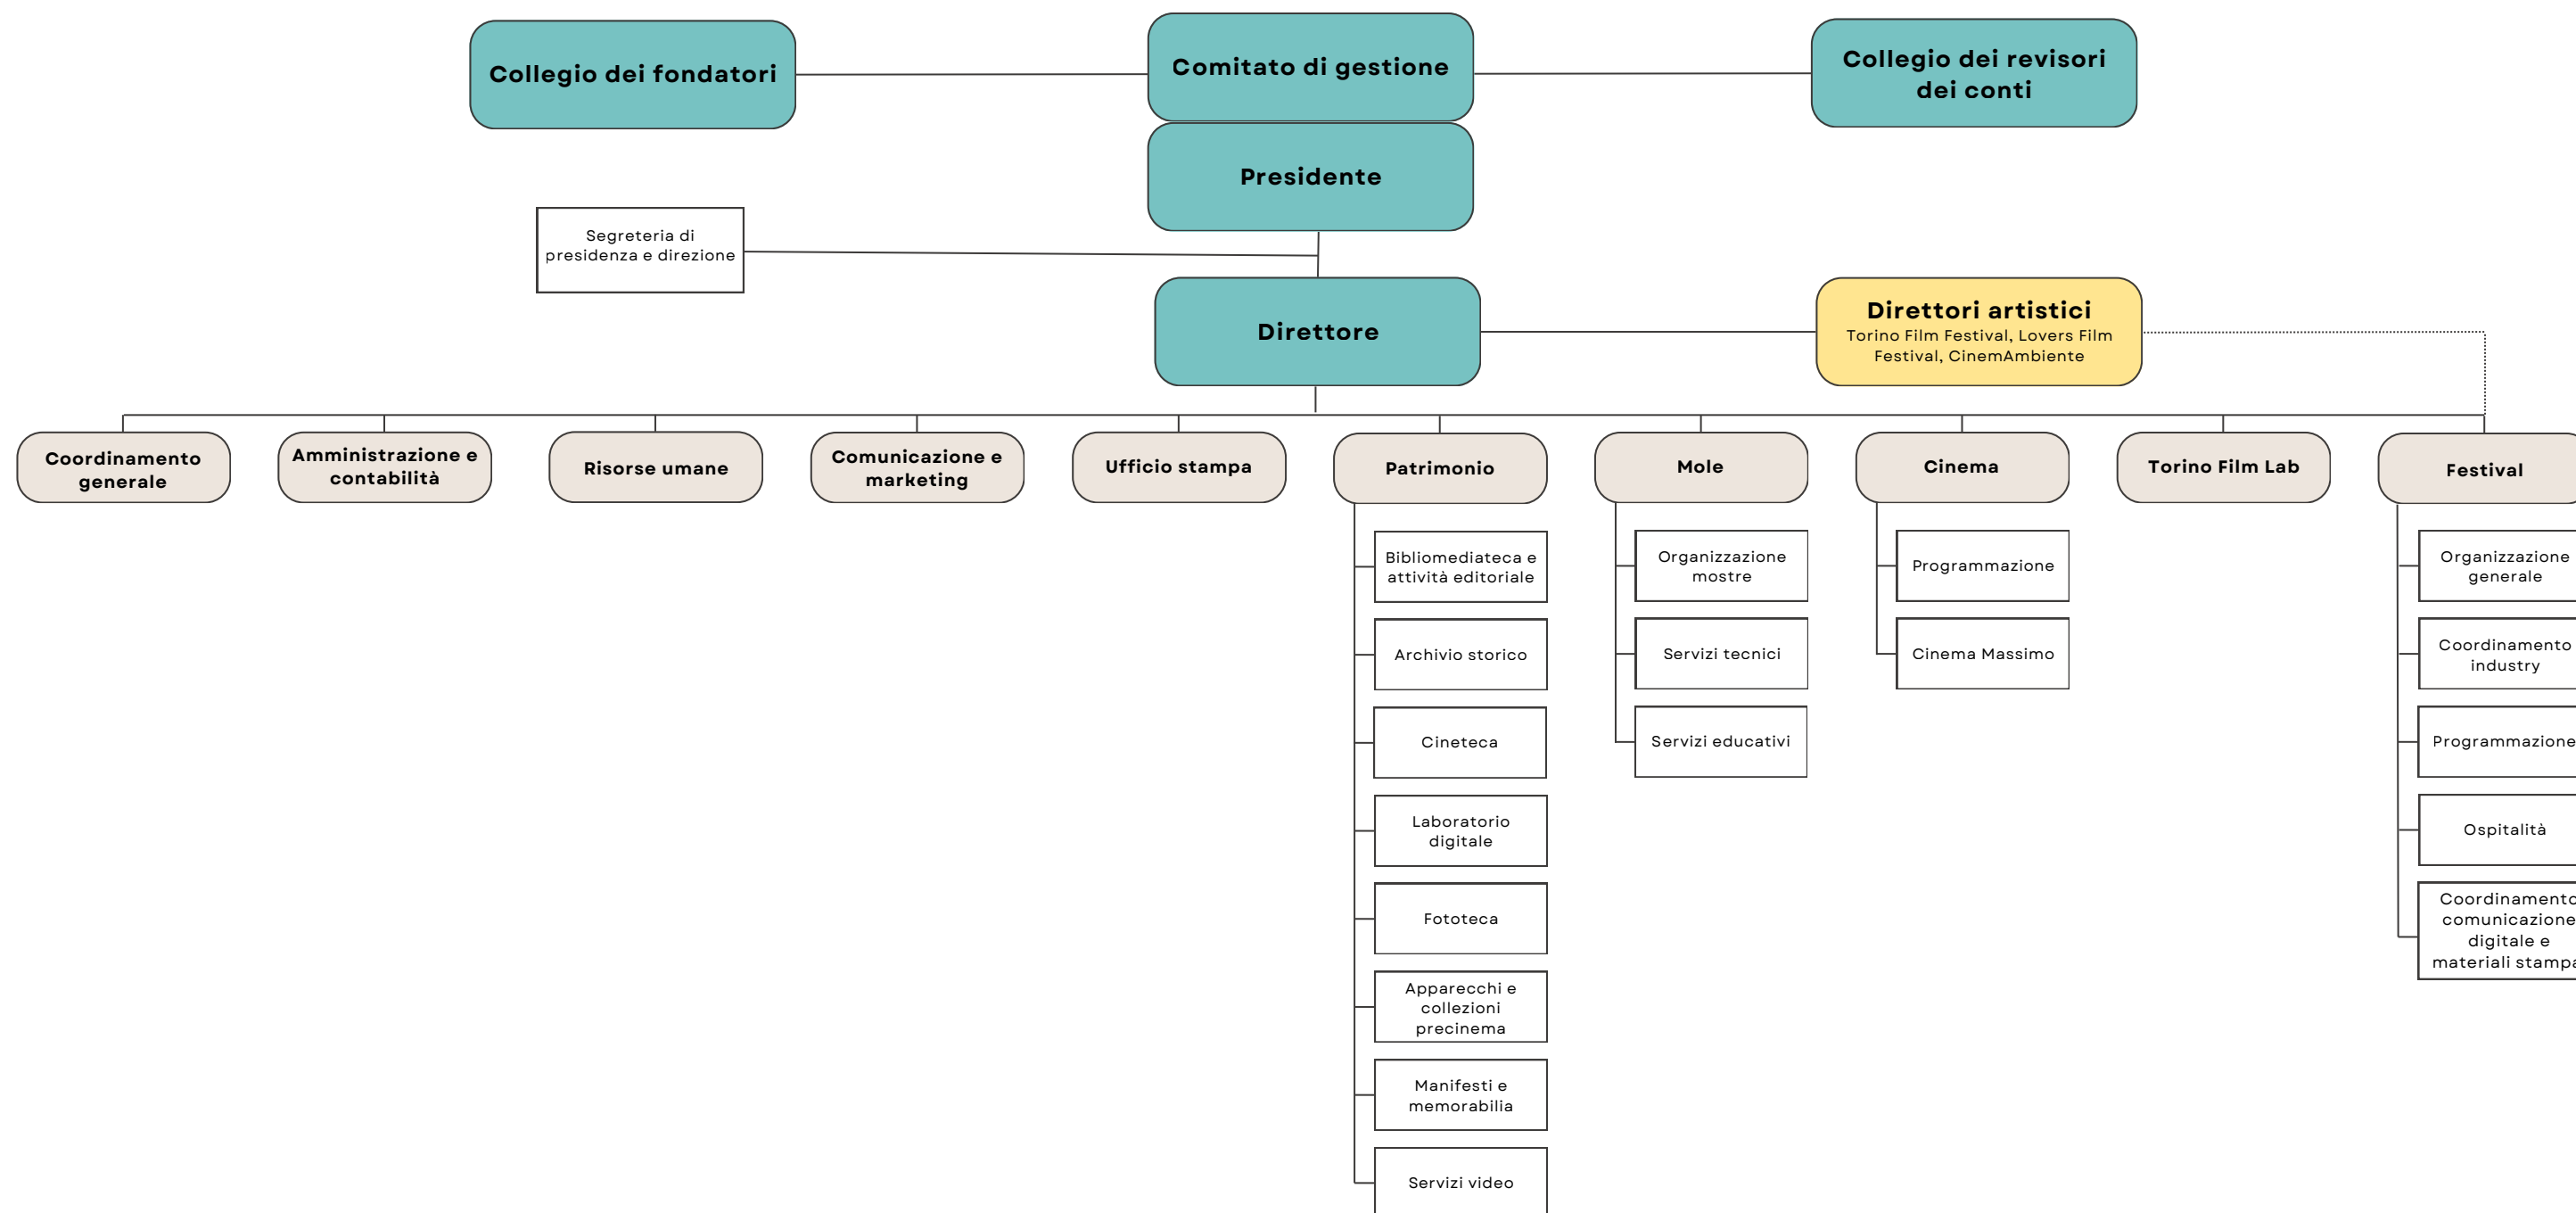 Collegio dei fondatori
Comitato di gestione
Collegio dei revisori
dei conti
Presidente
Segreteria di
presidenza e direzione
Direttore
Direttori artistici
Torino Film Festival, Lovers Film
Festival, CinemAmbiente
Coordinamento
generale
Amministrazione e
contabilità
Risorse umane
Comunicazione e
marketing
Ufficio stampa
Patrimonio
Mole
Cinema
Torino Film Lab
Festival
Bibliomediateca e
attività editoriale
Archivio storico
Cineteca
Laboratorio
digitale
Fototeca
Apparecchi e
collezioni
precinema
Manifesti e
memorabilia
Servizi video
Organizzazione
mostre
Servizi tecnici
Servizi educativi
Programmazione
Cinema Massimo
Organizzazione
generale
Coordinamento
industry
Programmazione
Ospitalità
Coordinamento
comunicazione
digitale e
materiali stampa